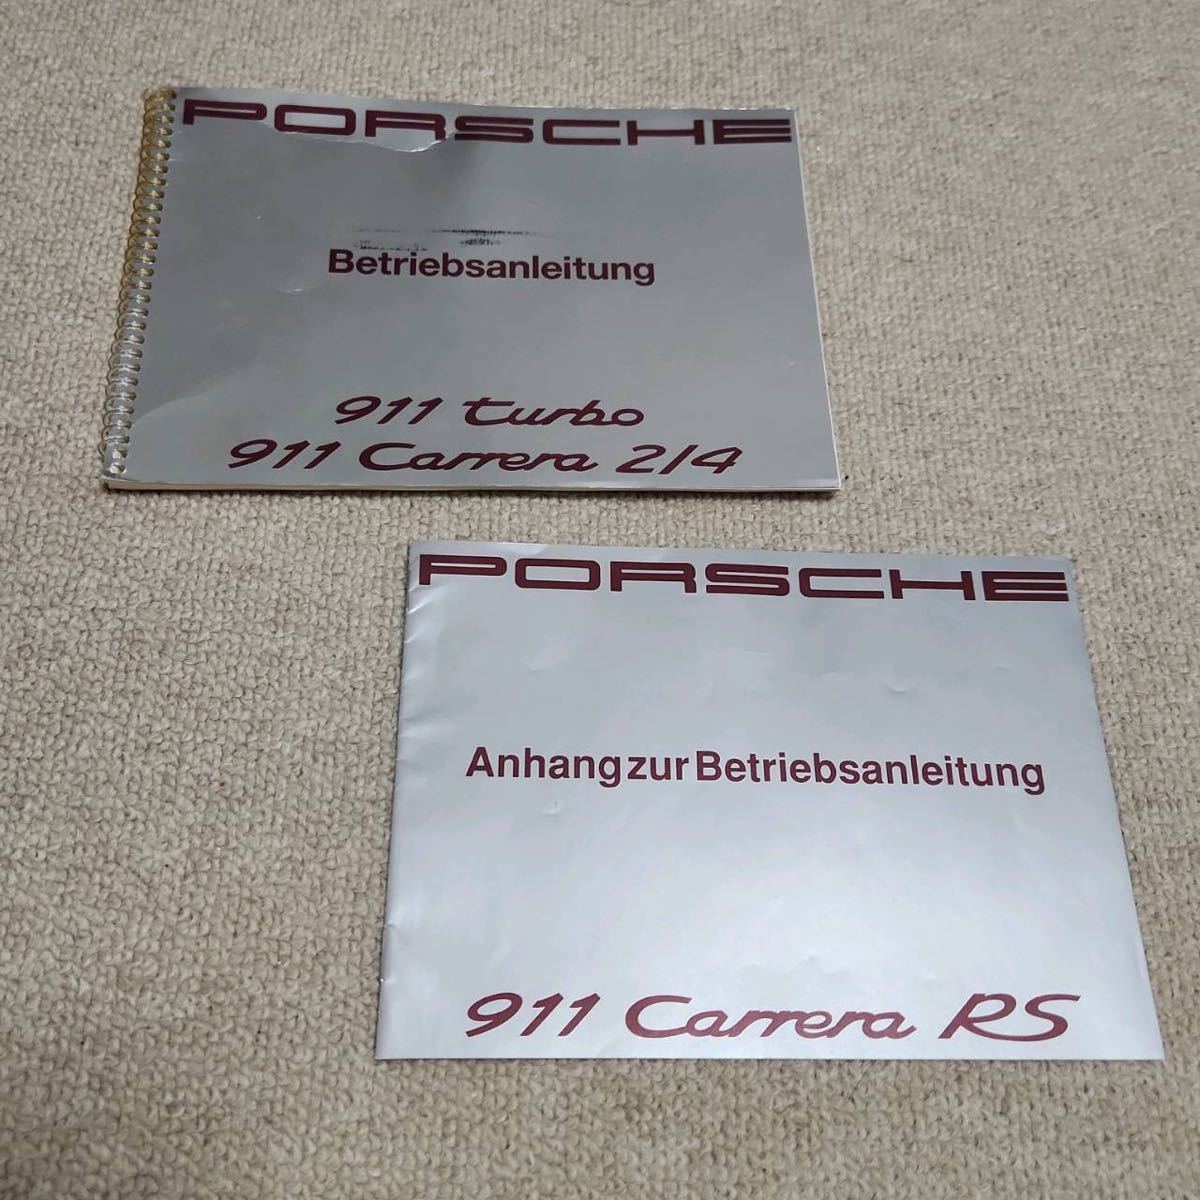 PORSCHE
Betriebsanleitung
911 turbo
911 Carrera 2/4
PORSCHE
Anhang zur Betriebsanleitung
911 Carrera RS